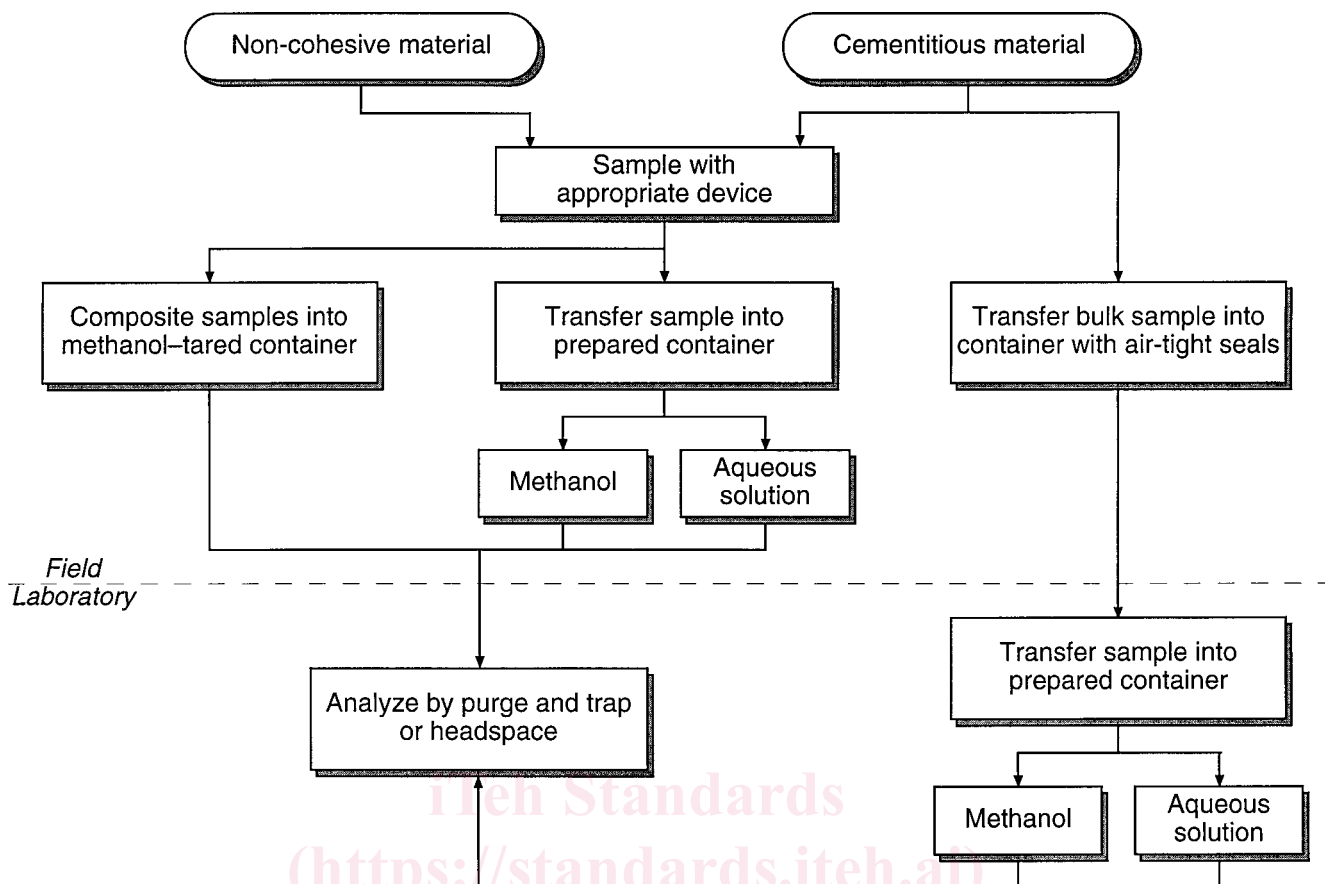 Non-cohesive material
Cementitious material
Sample with
appropriate device
Composite samples into
methanol–tared container
Transfer sample into
prepared container
Transfer bulk sample into
container with air-tight seals
Methanol
Aqueous
solution
Field
Laboratory
Transfer sample into
prepared container
Analyze by purge and trap
or headspace
Methanol
Aqueous
solution
iTeh Standards
(https://standards.iteh.ai)